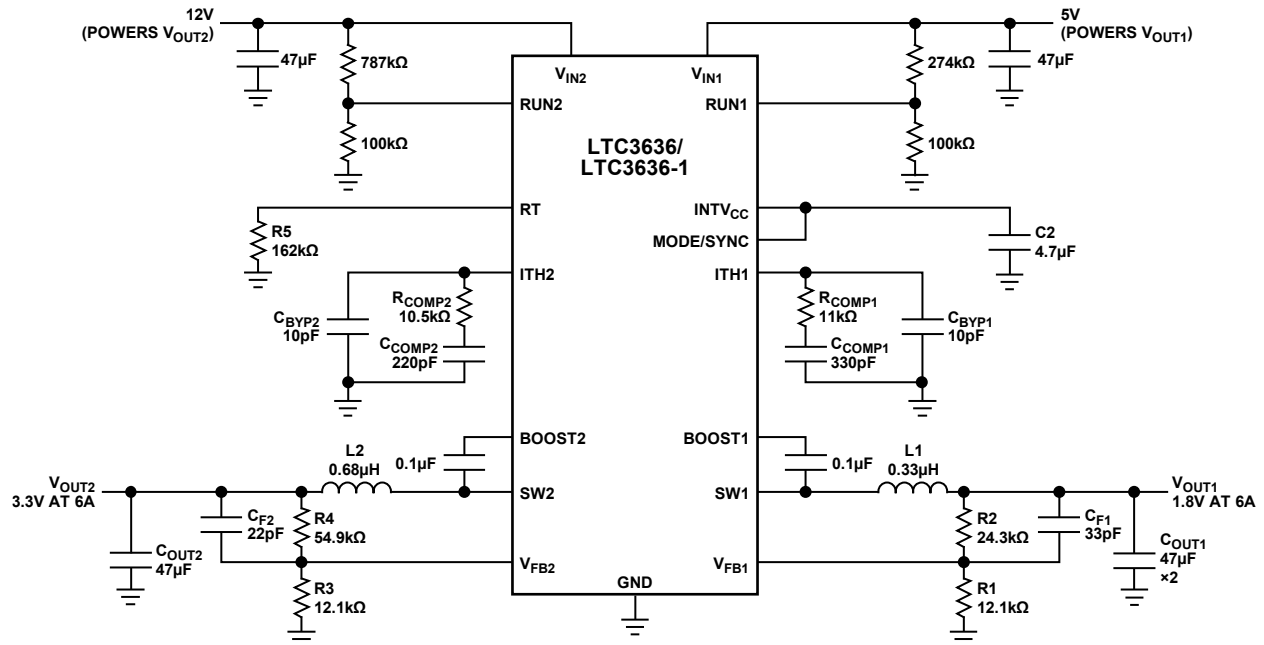 12V
(POWERS VOUT2)
5V
(POWERS VOUT1)
47µF
787kΩ
VIN2
VIN1
274kΩ
47µF
RUN2
RUN1
100kΩ
100kΩ
LTC3636/
LTC3636-1
RT
INTVCC
R5
162kΩ
MODE/SYNC
C2
4.7µF
ITH2
ITH1
RCOMP2
10.5kΩ
CBYP2
10pF
CCOMP2
220pF
RCOMP1
11kΩ
CBYP1
10pF
CCOMP1
330pF
BOOST2
BOOST1
L2
0.68µH
0.1µF
0.1µF
L1
0.33µH
VOUT2
3.3V AT 6A
SW2
SW1
VOUT1
1.8V AT 6A
CF2
22pF
R4
54.9kΩ
R2
24.3kΩ
CF1
33pF
COUT2
47µF
COUT1
47µF
×2
VFB2
VFB1
R3
12.1kΩ
GND
R1
12.1kΩ